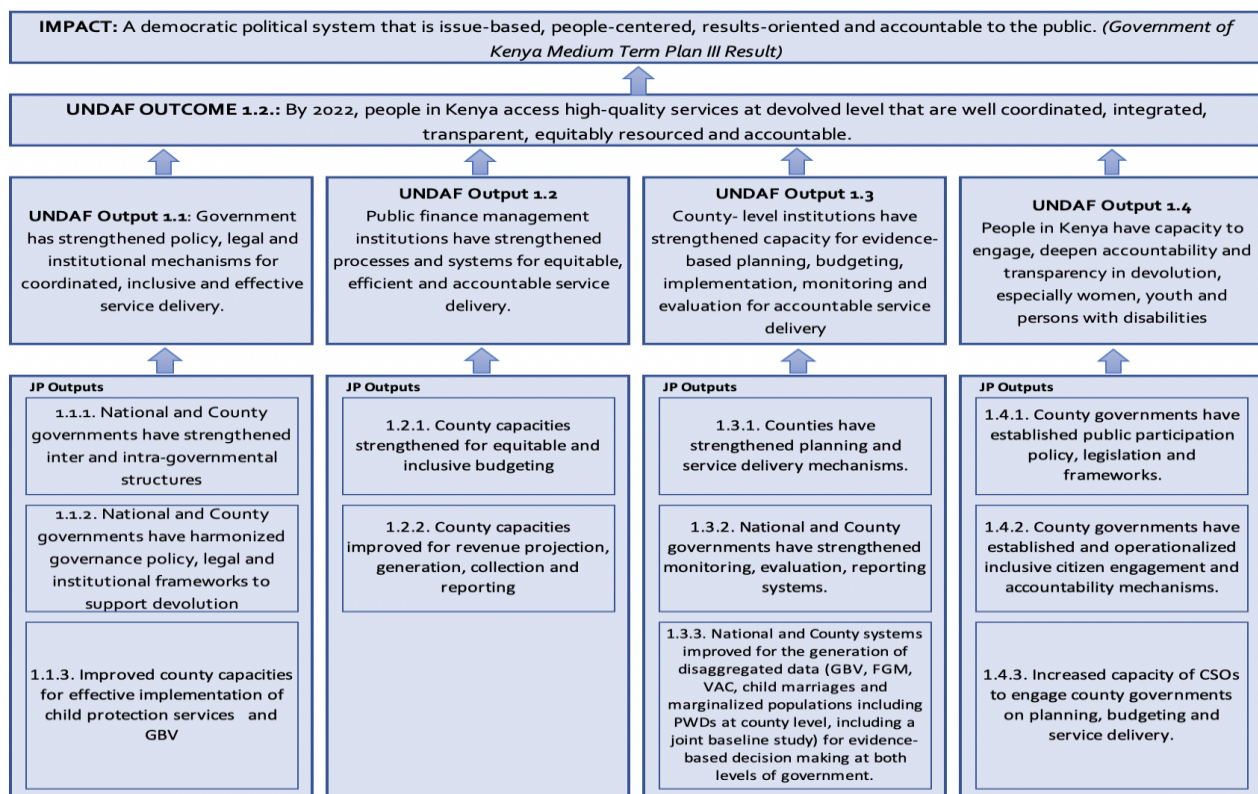 IMPACT: A democratic political system that is issue-based, people-centered, results-oriented and accountable to the public. (Government of
Kenya Medium Term Plan III Result)
UNDAF OUTCOME 1.2.: By 2022, people in Kenya access high-quality services at devolved level that are well coordinated, integrated,
transparent, equitably resourced and accountable.
UNDAF Output 1.1: Government
has strengthened policy, legal and
institutional mechanisms for
coordinated, inclusive and effective
service delivery.
UNDAF Output 1.2
Public finance management
institutions have strengthened
processes and systems for equitable,
efficient and accountable service
delivery.
UNDAF Output 1.3
County- level institutions have
strengthened capacity for evidence-
based planning, budgeting,
implementation, monitoring and
evaluation for accountable service
delivery
UNDAF Output 1.4
People in Kenya have capacity to
engage, deepen accountability and
transparency in devolution,
especially women, youth and
persons with disabilities
JP Outputs
1.1.1. National and County
governments have strengthened
inter and intra-governmental
structures
1.1.2. National and County
governments have harmonized
governance policy, legal and
institutional frameworks to
support devolution
1.1.3. Improved county capacities
for effective implementation of
child protection services and
GBV
JP Outputs
1.2.1. County capacities
strengthened for equitable and
inclusive budgeting
1.2.2. County capacities
improved for revenue projection,
generation, collection and
reporting
JP Outputs
1.3.1. Counties have
strengthened planning and
service delivery mechanisms.
1.3.2. National and County
governments have strengthened
monitoring, evaluation, reporting
systems.
1.3.3. National and County systems
improved for the generation of
disaggregated data (GBV, FGM,
VAC, child marriages and
marginalized populations including
PWDs at county level, including a
joint baseline study) for evidence-
based decision making at both
levels of government.
JP Outputs
1.4.1. County governments have
established public participation
policy, legislation and
frameworks.
1.4.2. County governments have
established and operationalized
inclusive citizen engagement and
accountability mechanisms.
1.4.3. Increased capacity of CSOs
to engage county governments
on planning, budgeting and
service delivery.